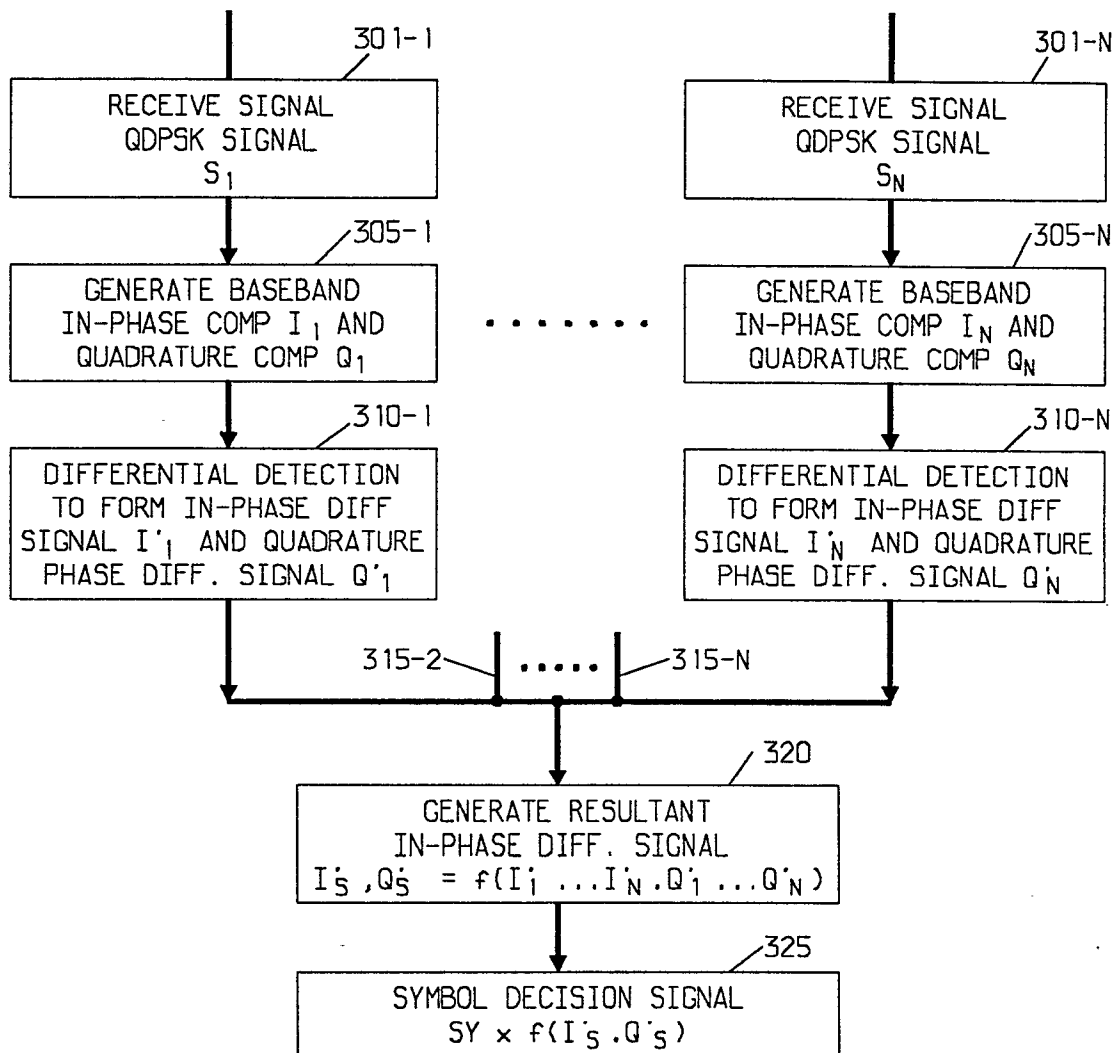 301-1
RECEIVE SIGNAL
QDPSK SIGNAL
S1
301-N
RECEIVE SIGNAL
QDPSK SIGNAL
SN
305-1
GENERATE BASEBAND
IN-PHASE COMP I1 AND
QUADRATURE COMP Q1
305-N
GENERATE BASEBAND
IN-PHASE COMP IN AND
QUADRATURE COMP QN
310-1
DIFFERENTIAL DETECTION
TO FORM IN-PHASE DIFF
SIGNAL I'1 AND QUADRATURE
PHASE DIFF. SIGNAL Q'1
310-N
DIFFERENTIAL DETECTION
TO FORM IN-PHASE DIFF
SIGNAL I'N AND QUADRATURE
PHASE DIFF. SIGNAL Q'N
315-2
315-N
320
GENERATE RESULTANT
IN-PHASE DIFF. SIGNAL
I'S ,Q'S = f(I'1 ...I'N.Q'1 ...Q'N)
325
SYMBOL DECISION SIGNAL
SY x f(I'S .Q'S)